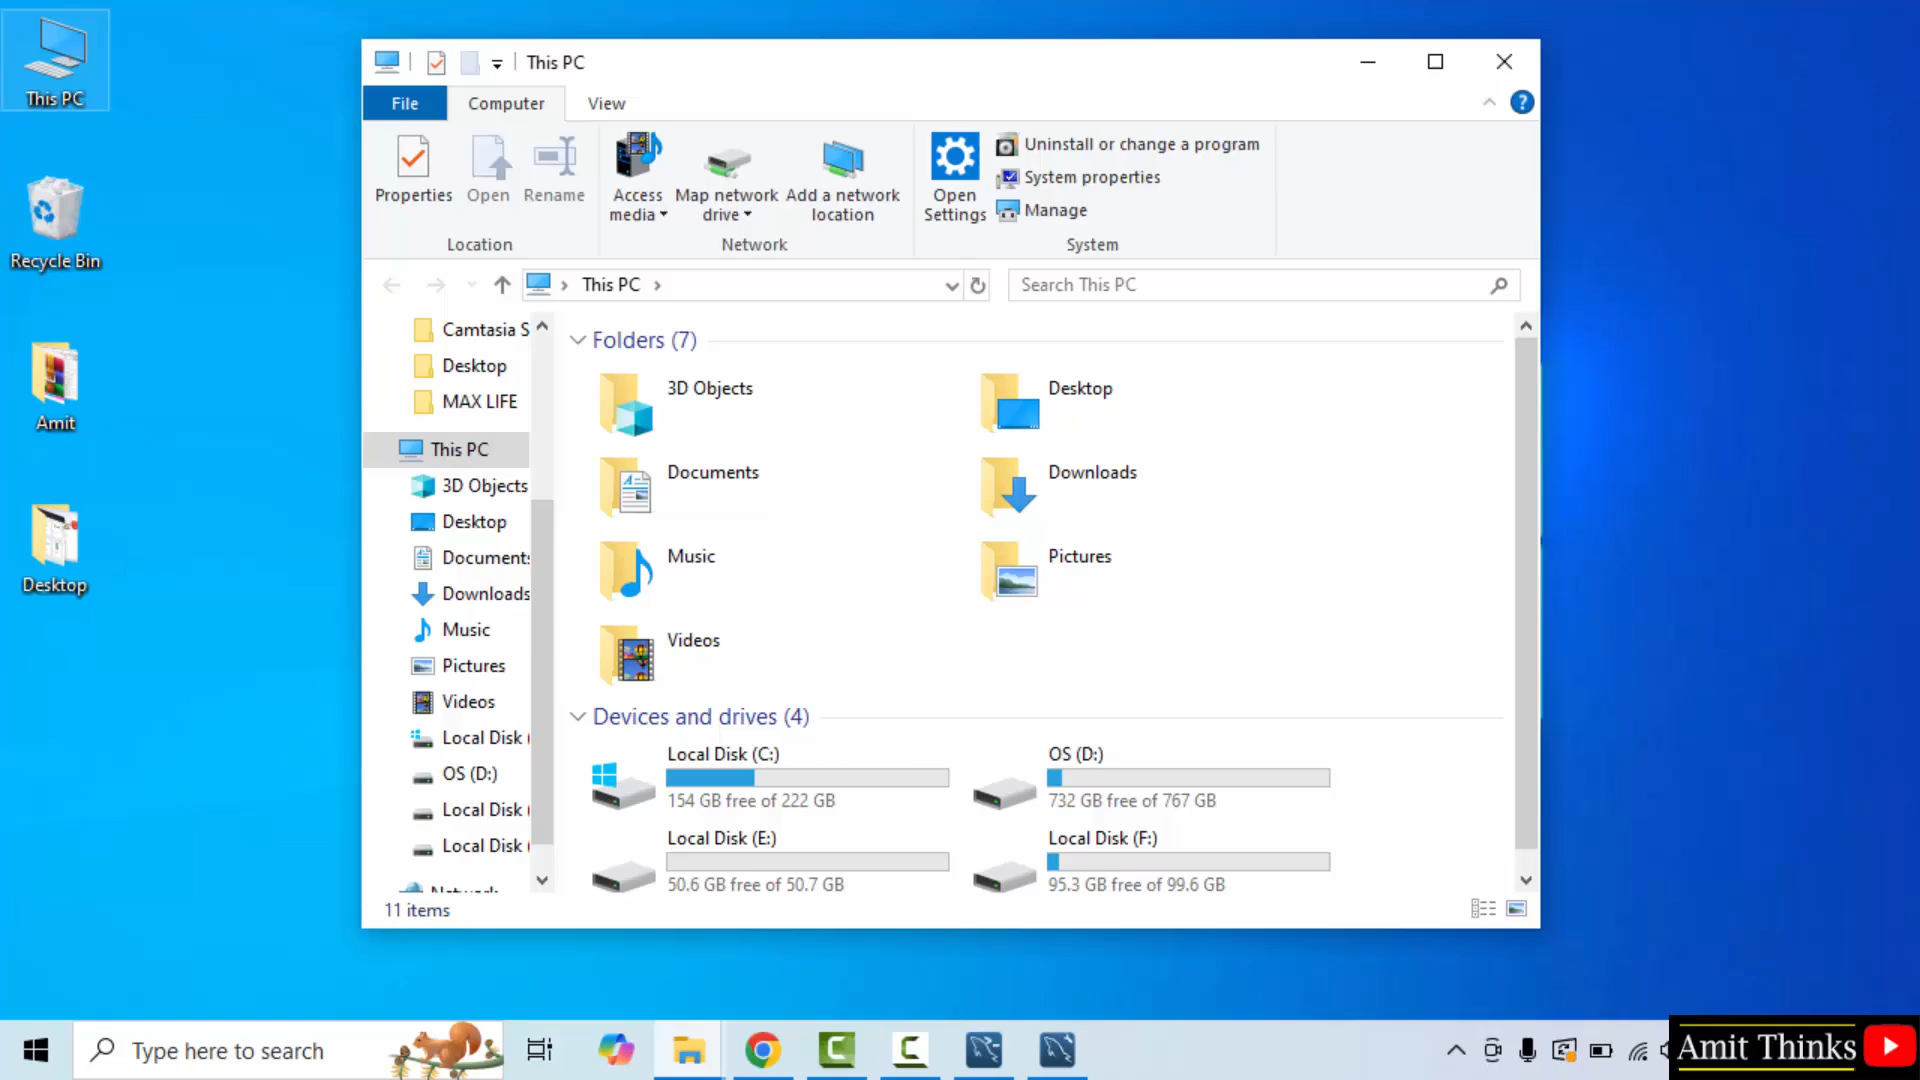 This PC
Recycle Bin
Amit
Desktop
This PC
File
Computer
View
Properties
Open
Rename
Location
Access media
Map network drive
Add a network location
Network
Open Settings
Uninstall or change a program
System properties
Manage
System
This PC
Search This PC
Camtasia S
Desktop
MAX LIFE
This PC
3D Objects
Desktop
Documents
Downloads
Music
Pictures
Videos
Local Disk (
OS (D:)
Local Disk (
Local Disk (
Network
Folders (7)
3D Objects
Desktop
Documents
Downloads
Music
Pictures
Videos
Devices and drives (4)
Local Disk (C:)
154 GB free of 222 GB
OS (D:)
732 GB free of 767 GB
Local Disk (E:)
50.6 GB free of 50.7 GB
Local Disk (F:)
95.3 GB free of 99.6 GB
11 items
Type here to search
Amit Thinks